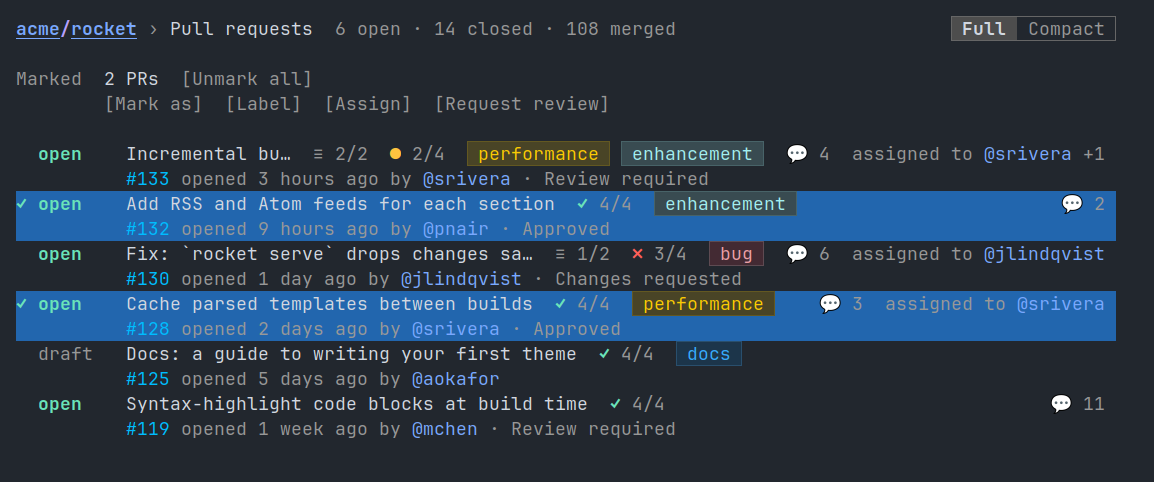 acme/rocket › Pull requests  6 open · 14 closed · 108 merged  Full  Compact
Marked  2 PRs  [Unmark all]
[Mark as]  [Label]  [Assign]  [Request review]
open  Incremental bu…  ≡ 2/2  ● 2/4  performance  enhancement  💬 4  assigned to @srivera +1
#133 opened 3 hours ago by @srivera · Review required
✓ open  Add RSS and Atom feeds for each section  ✓ 4/4  enhancement  💬 2
#132 opened 9 hours ago by @pnair · Approved
open  Fix: `rocket serve` drops changes sa…  ≡ 1/2  ✕ 3/4  bug  💬 6  assigned to @jlindqvist
#130 opened 1 day ago by @jlindqvist · Changes requested
✓ open  Cache parsed templates between builds  ✓ 4/4  performance  💬 3  assigned to @srivera
#128 opened 2 days ago by @srivera · Approved
draft  Docs: a guide to writing your first theme  ✓ 4/4  docs
#125 opened 5 days ago by @aokafor
open  Syntax-highlight code blocks at build time  ✓ 4/4  💬 11
#119 opened 1 week ago by @mchen · Review required